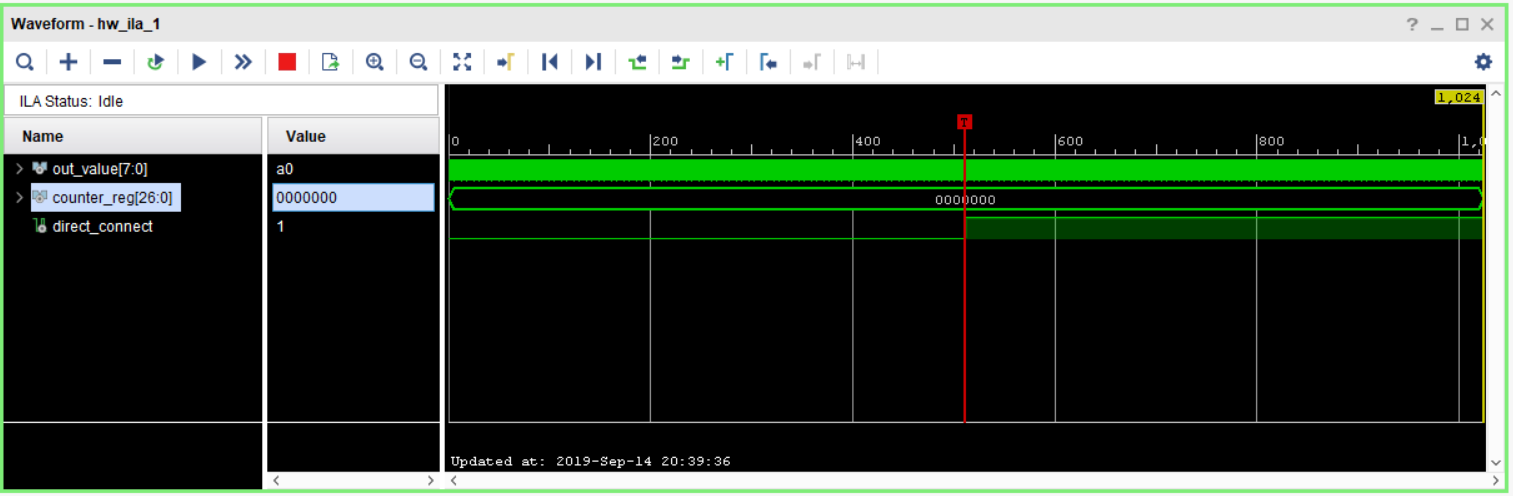 Waveform - hw_ila_1
ILA Status: Idle
1,024
Name Value
T
0 200 400 600 800 1,0
out_value[7:0] a0
counter_reg[26:0] 0000000 0000000
direct_connect 1
Updated at: 2019-Sep-14 20:39:36